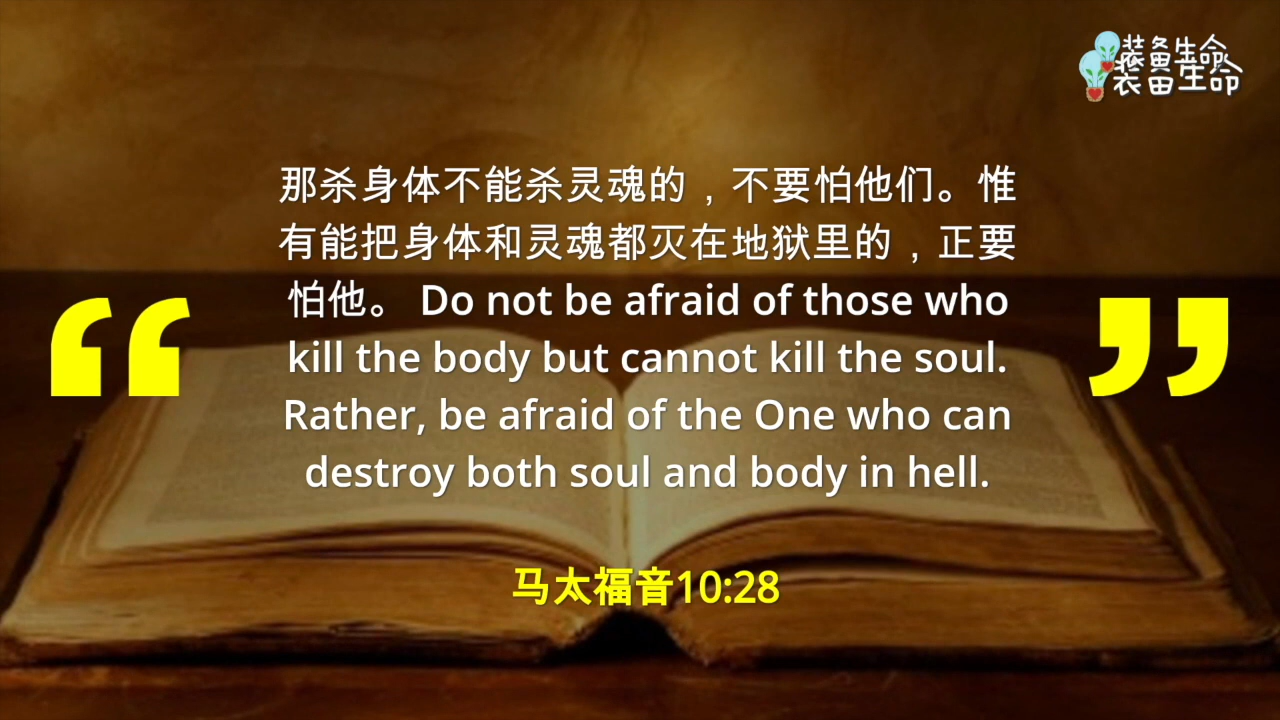 装备生命
装备生命
那杀身体不能杀灵魂的，不要怕他们。惟
有能把身体和灵魂都灭在地狱里的，正要
怕他。 Do not be afraid of those who
kill the body but cannot kill the soul.
Rather, be afraid of the One who can
destroy both soul and body in hell.
“ ”
马太福音10:28